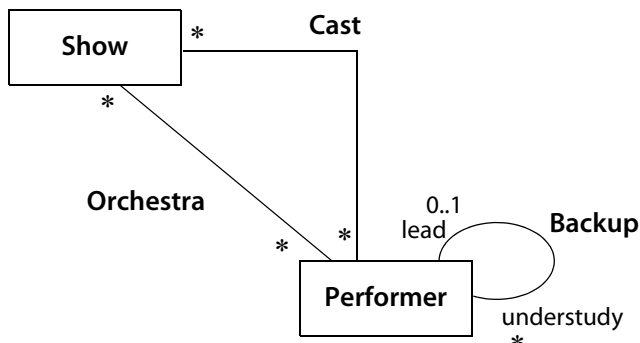 Show
*
Cast
*
Orchestra
*
*
0..1
lead
Backup
Performer
understudy
*